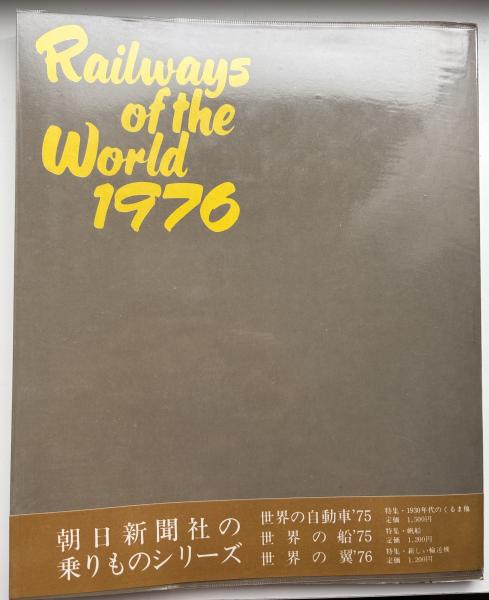 Railways
of the
World
1976
朝日新聞社の
乗りものシリーズ
世界の自動車'75
特集・1930年代のくるま他
定価 1,500円
世界の船'75
特集・帆船
定価 1,200円
世界の翼'76
特集・新しい輸送機
定価 1,200円